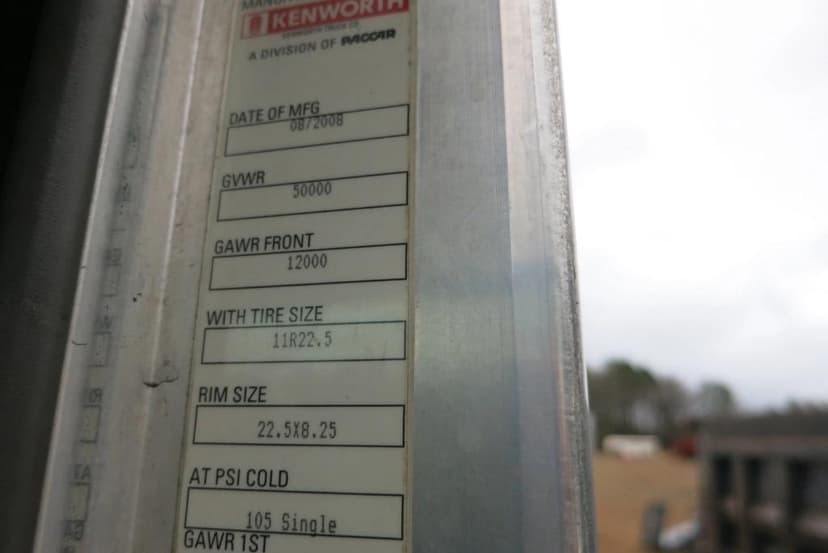 KENWORTH
A DIVISION OF PACCAR
DATE OF MFG
08/2008
GVWR
50000
GAWR FRONT
12000
WITH TIRE SIZE
11R22.5
RIM SIZE
22.5X8.25
AT PSI COLD
105 Single
GAWR 1ST